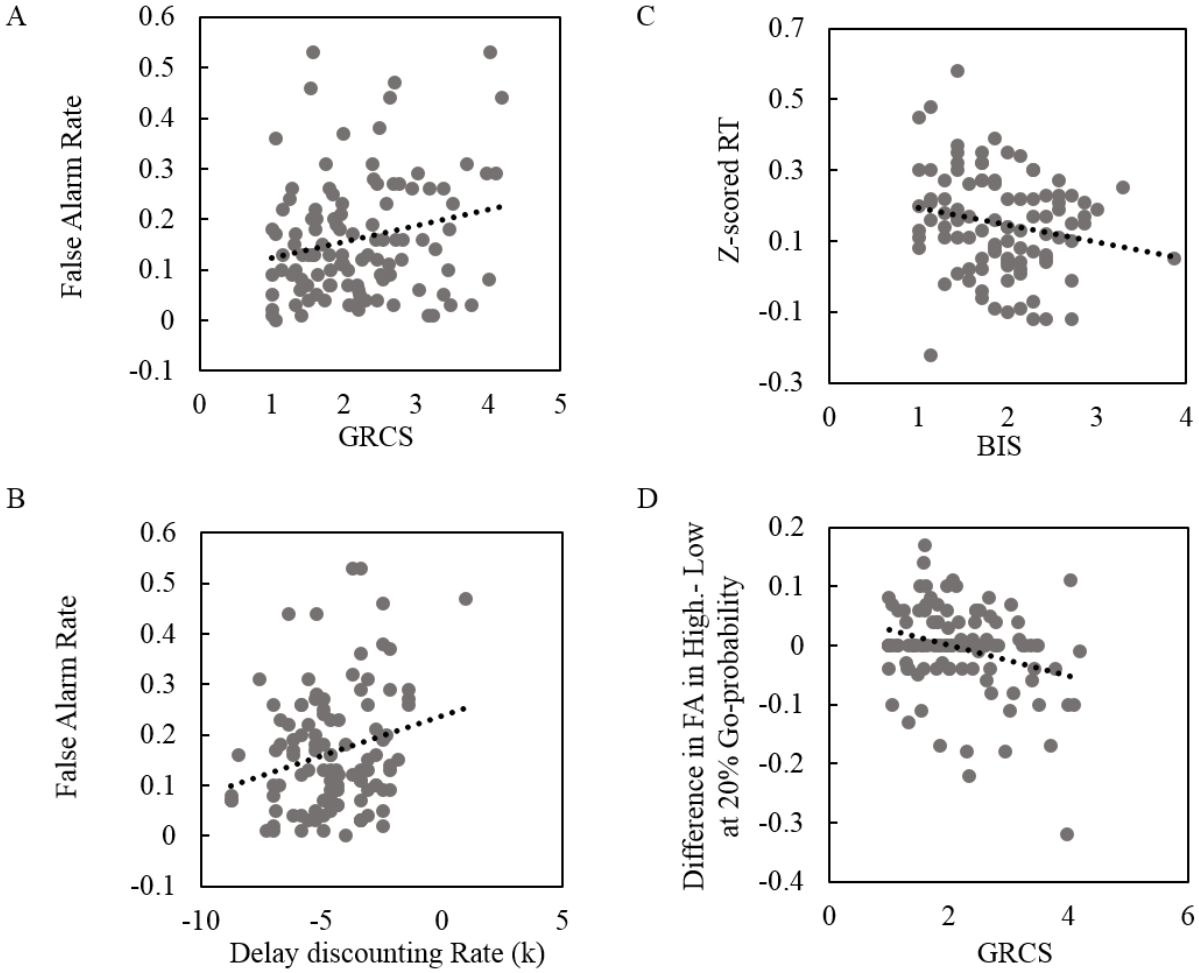 A
0.6
0.5
0.4
0.3
0.2
0.1
0
-0.1
False Alarm Rate
0 1 2 3 4 5
GRCS
C
0.7
0.5
0.3
0.1
-0.1
-0.3
Z-scored RT
0 1 2 3 4
BIS
B
0.6
0.5
0.4
0.3
0.2
0.1
0
-0.1
False Alarm Rate
-10 -5 0 5
Delay discounting Rate (k)
D
0.2
0.1
0
-0.1
-0.2
-0.3
-0.4
Difference in FA in High.- Low
at 20% Go-probability
0 2 4 6
GRCS